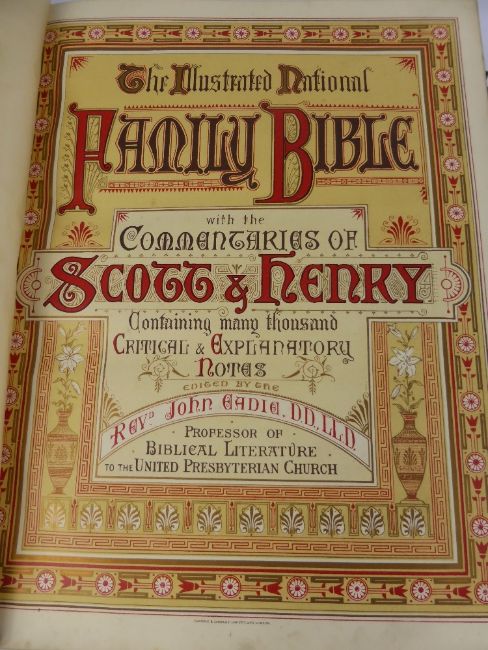 The Illustrated National
FAMILY BIBLE
with the
COMMENTARIES OF
SCOTT & HENRY
Containing many thousand
CRITICAL & EXPLANATORY
NOTES
EDITED BY THE
REVD JOHN EADIE, DD, LL.D.
PROFESSOR OF
BIBLICAL LITERATURE
TO THE UNITED PRESBYTERIAN CHURCH